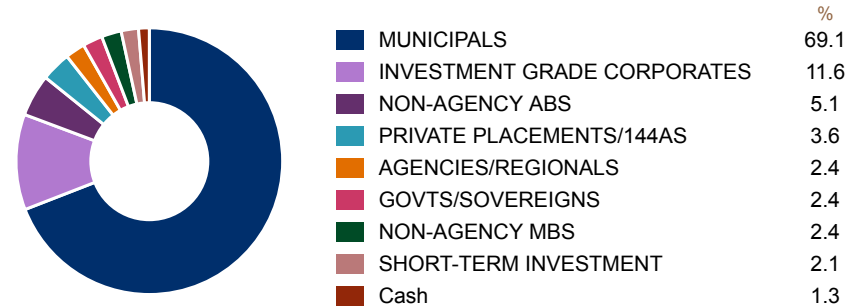 %
MUNICIPALS 69.1
INVESTMENT GRADE CORPORATES 11.6
NON-AGENCY ABS 5.1
PRIVATE PLACEMENTS/144AS 3.6
AGENCIES/REGIONALS 2.4
GOVTS/SOVEREIGNS 2.4
NON-AGENCY MBS 2.4
SHORT-TERM INVESTMENT 2.1
Cash 1.3